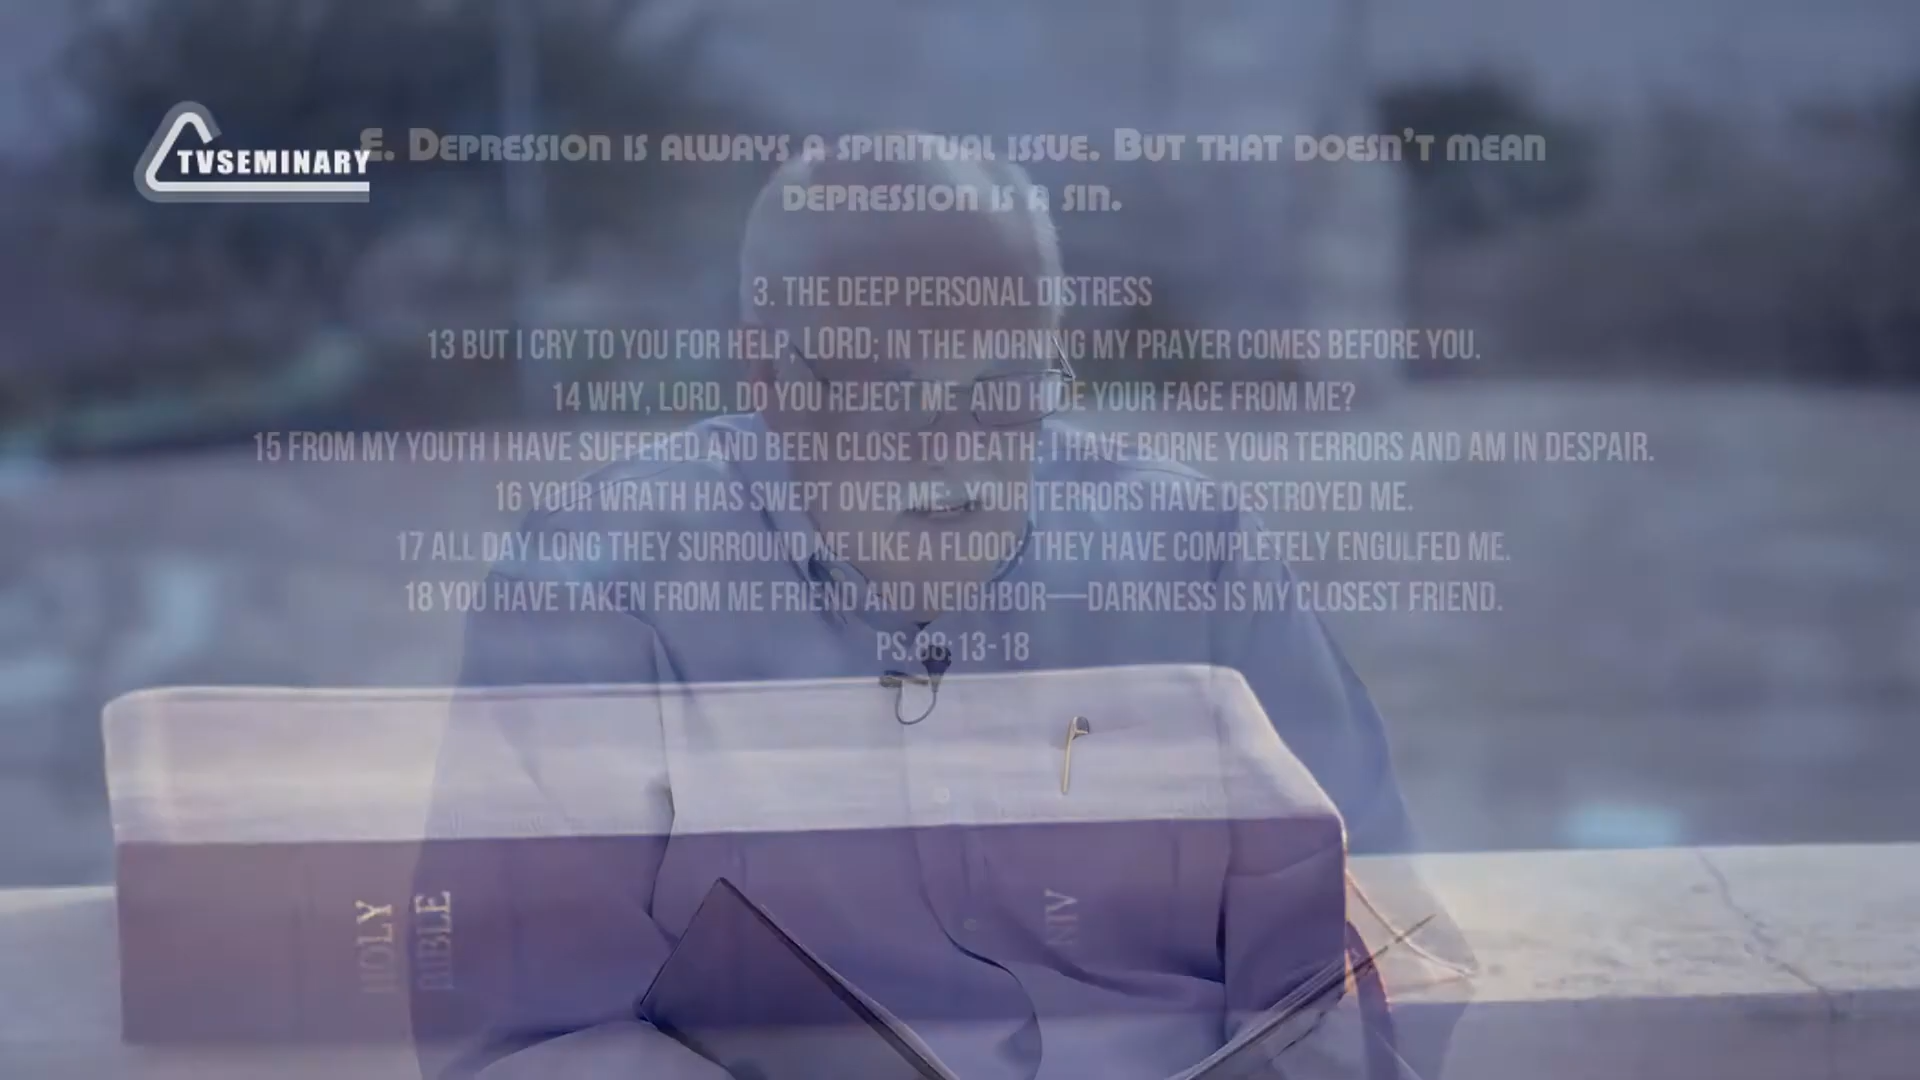 TVSEMINARY
E. Depression is always a spiritual issue. But that doesn't mean
depression is a sin.
3. THE DEEP PERSONAL DISTRESS
13 BUT I CRY TO YOU FOR HELP, LORD; IN THE MORNING MY PRAYER COMES BEFORE YOU.
14 WHY, LORD, DO YOU REJECT ME AND HIDE YOUR FACE FROM ME?
15 FROM MY YOUTH I HAVE SUFFERED AND BEEN CLOSE TO DEATH; I HAVE BORNE YOUR TERRORS AND AM IN DESPAIR.
16 YOUR WRATH HAS SWEPT OVER ME; YOUR TERRORS HAVE DESTROYED ME.
17 ALL DAY LONG THEY SURROUND ME LIKE A FLOOD; THEY HAVE COMPLETELY ENGULFED ME.
18 YOU HAVE TAKEN FROM ME FRIEND AND NEIGHBOR—DARKNESS IS MY CLOSEST FRIEND.
PS.88:13-18
HOLY
BIBLE
NIV